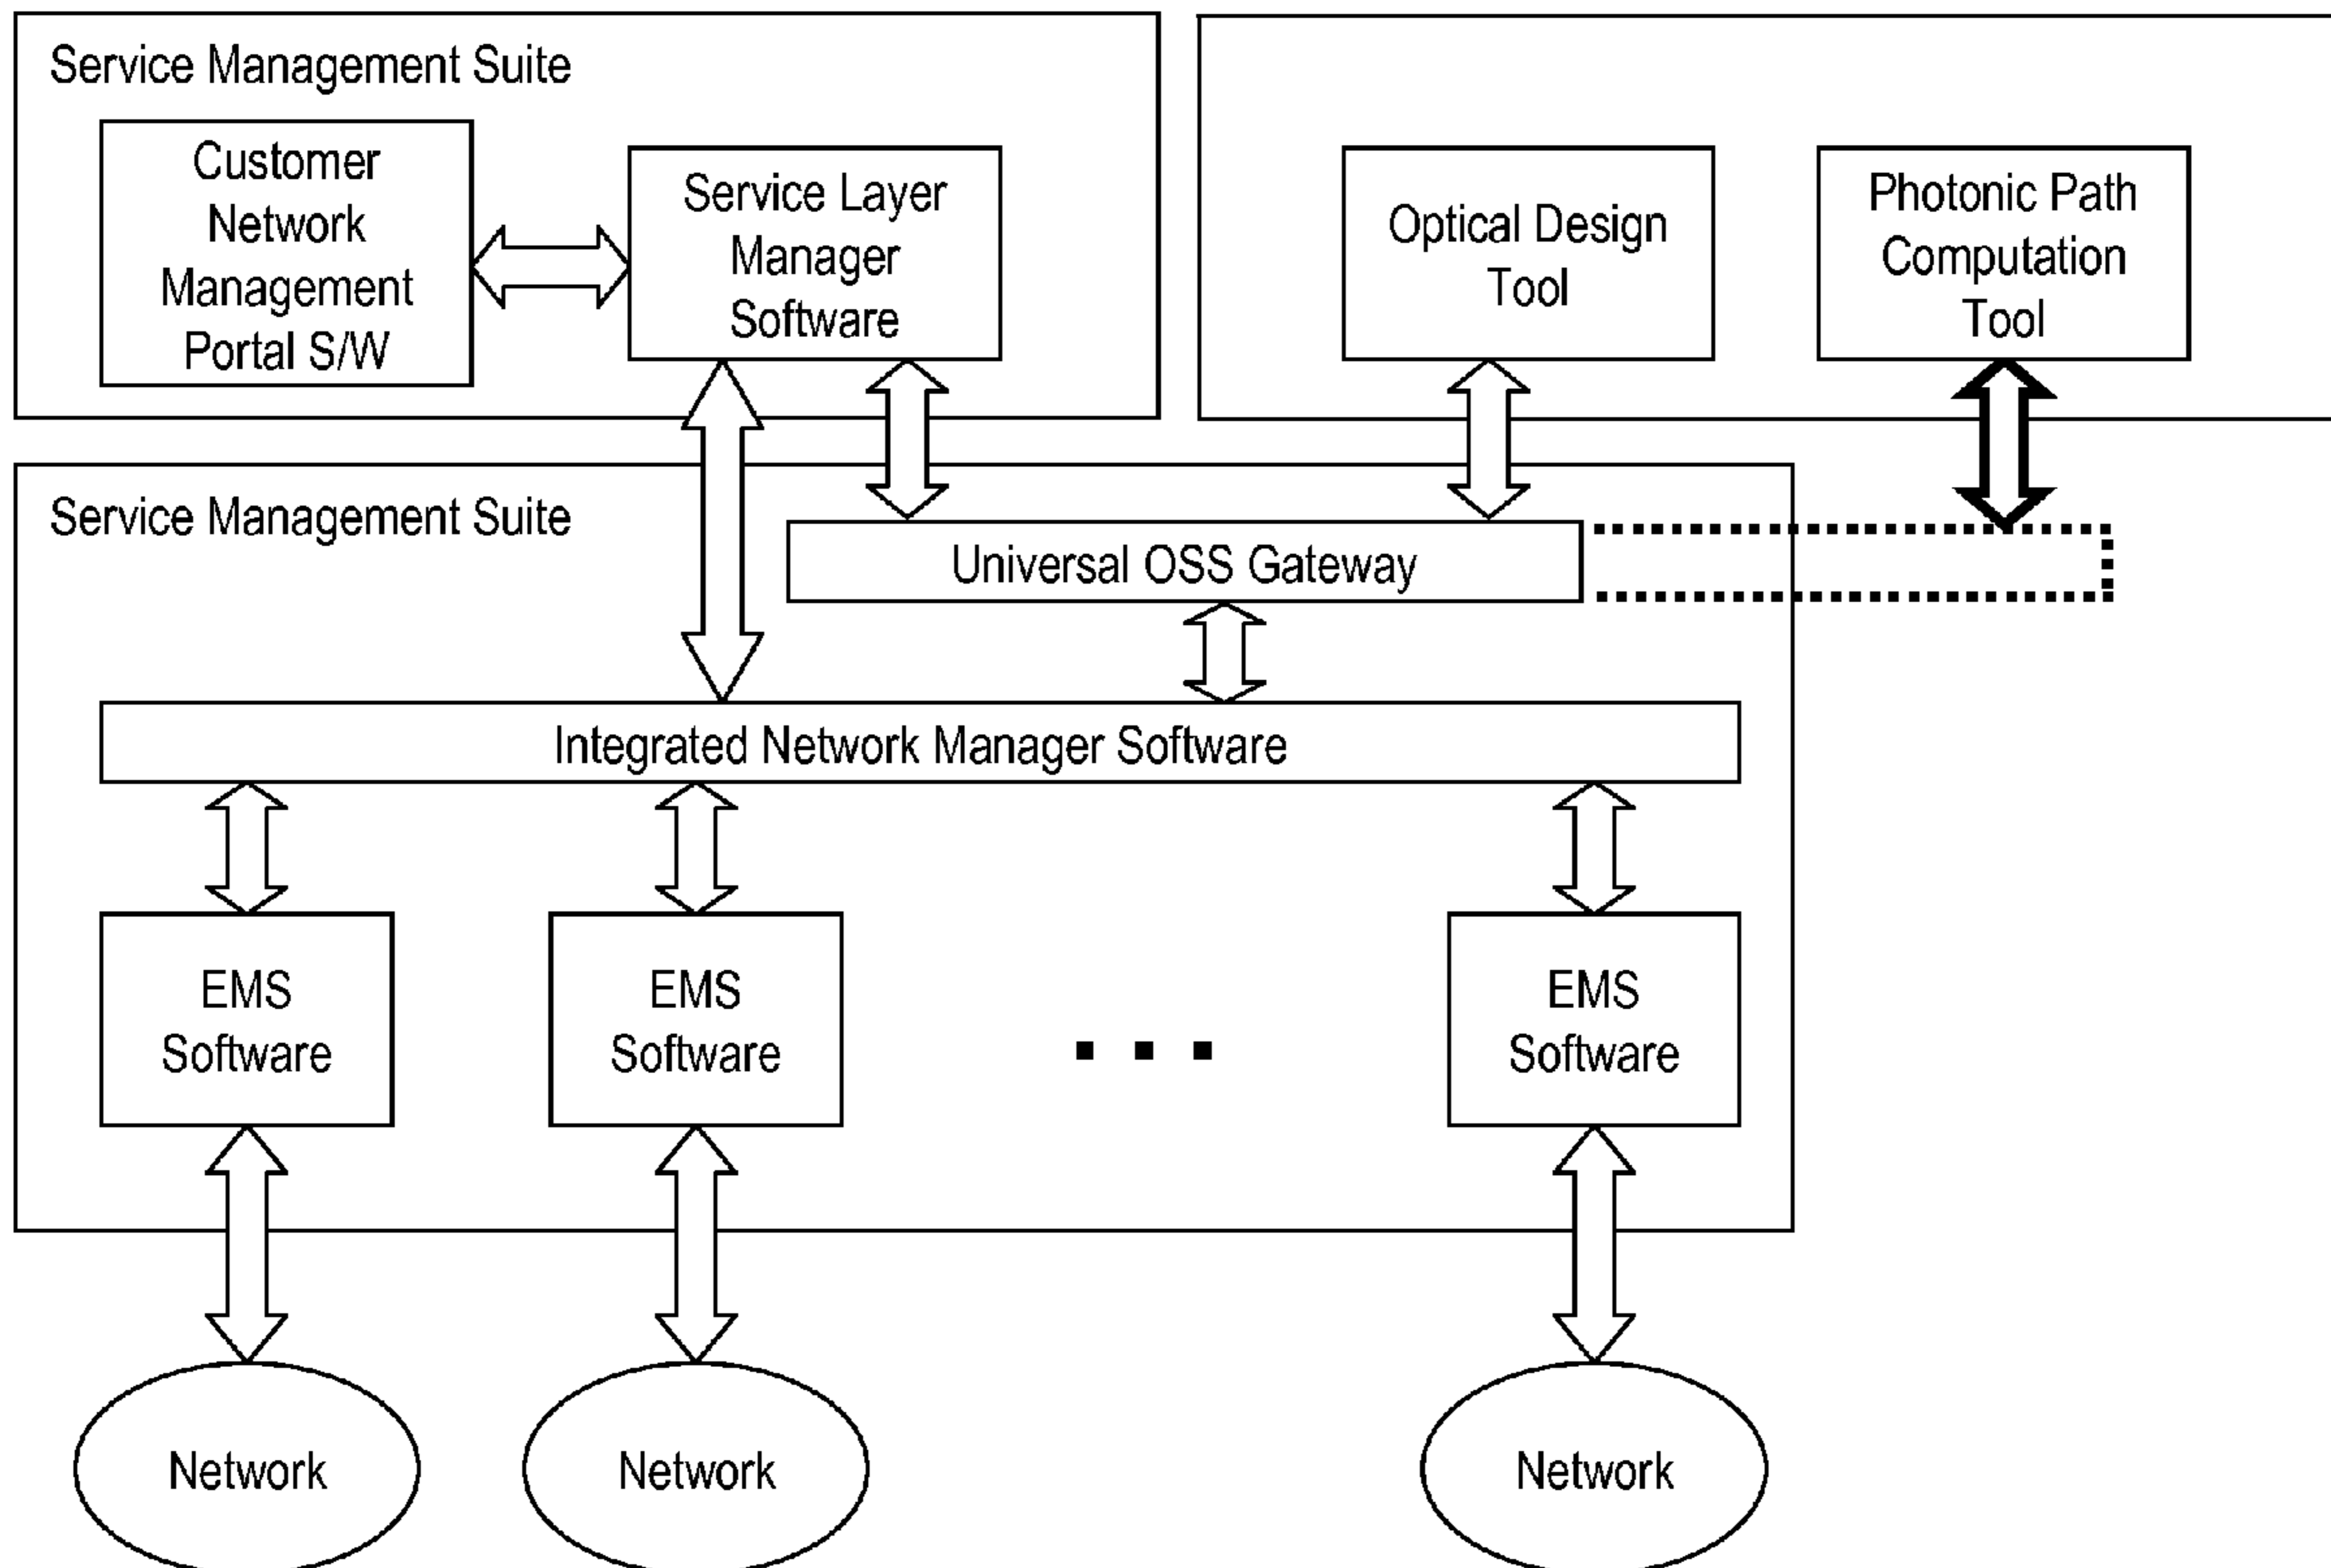 Service Management Suite
Customer
Network
Management
Portal S/W
Service Layer
Manager
Software
Optical Design
Tool
Photonic Path
Computation
Tool
Service Management Suite
Universal OSS Gateway
Integrated Network Manager Software
EMS
Software
EMS
Software
EMS
Software
Network
Network
Network